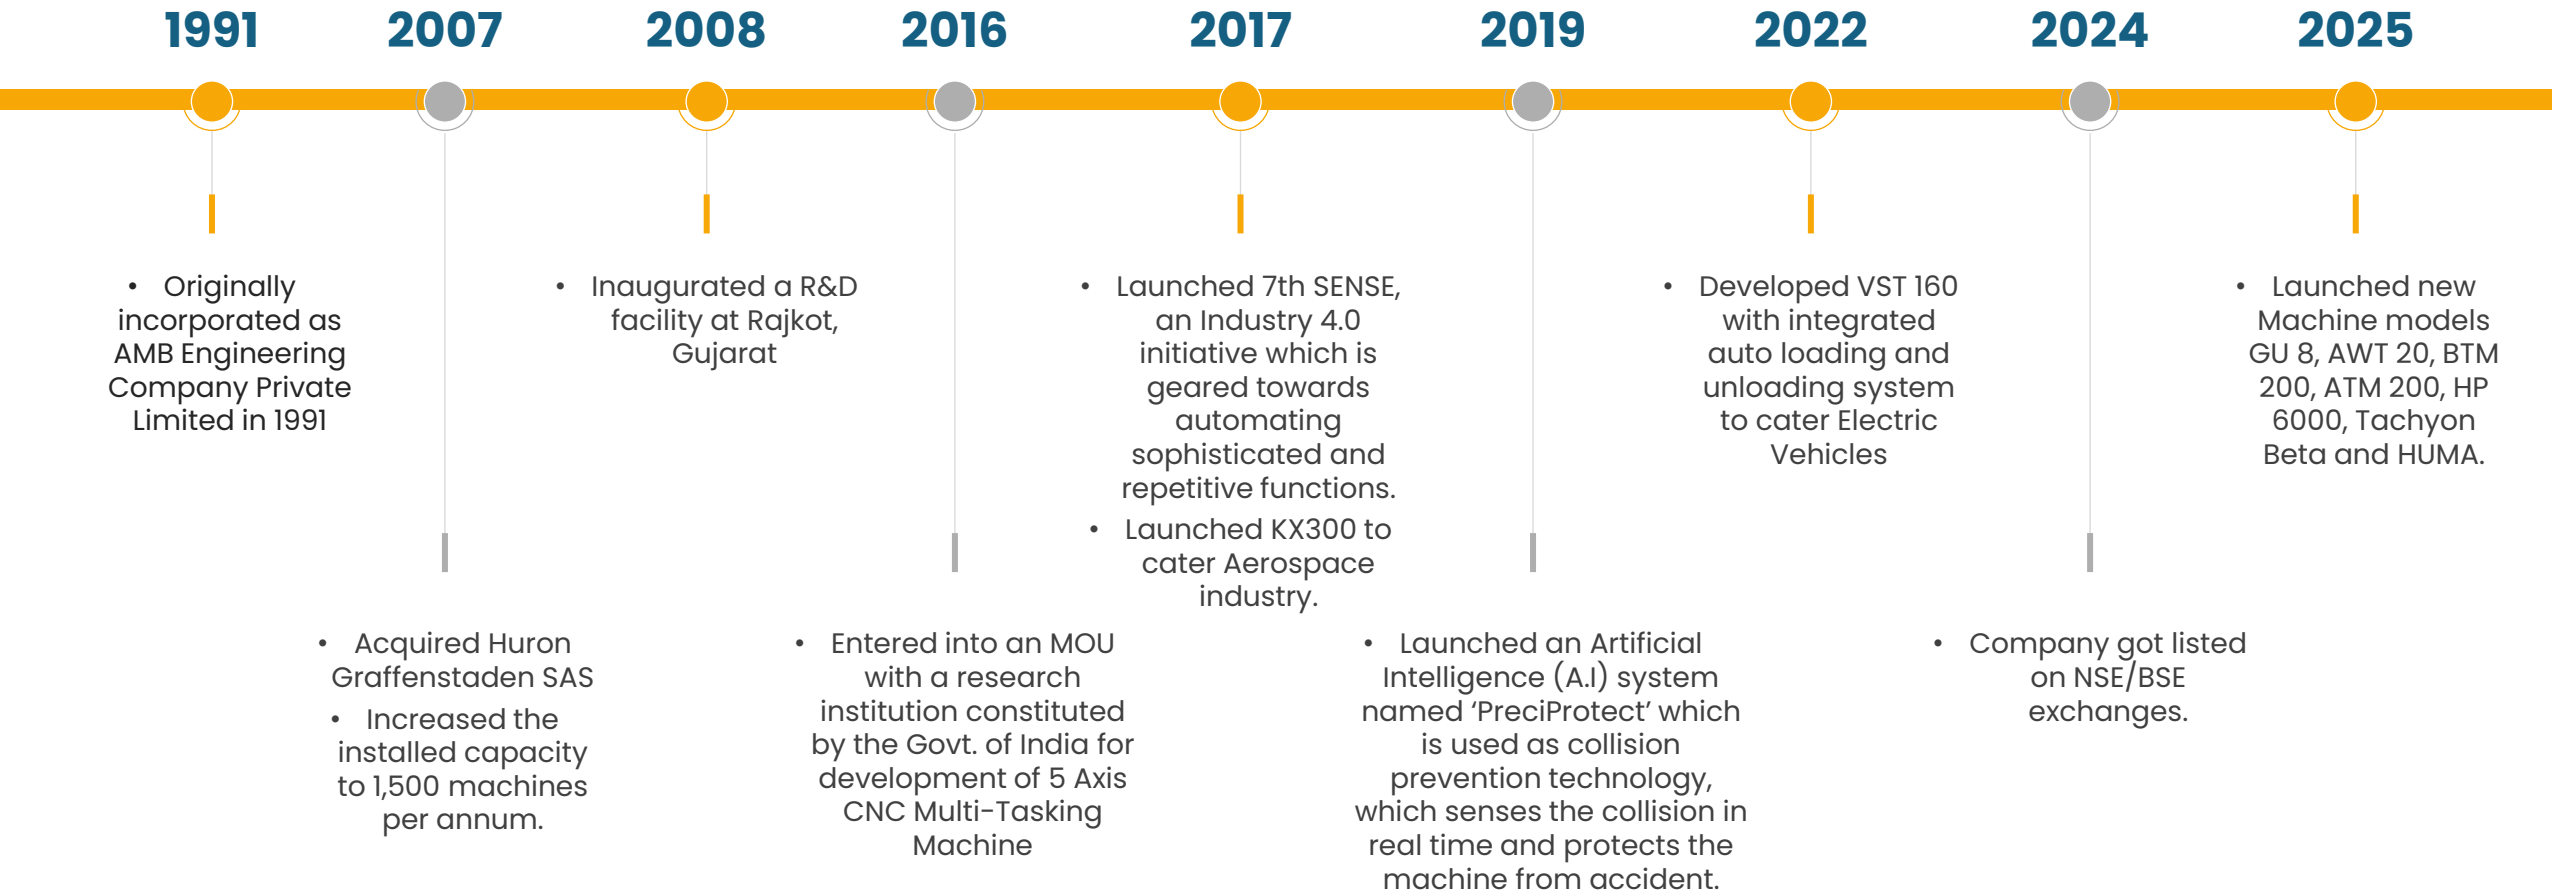 1991
2007
2008
2016
2017
2019
2022
2024
2025
• Originally
incorporated as
AMB Engineering
Company Private
Limited in 1991
• Acquired Huron
Graffenstaden SAS
• Increased the
installed capacity
to 1,500 machines
per annum.
• Inaugurated a R&D
facility at Rajkot,
Gujarat
• Entered into an MOU
with a research
institution constituted
by the Govt. of India for
development of 5 Axis
CNC Multi-Tasking
Machine
• Launched 7th SENSE,
an Industry 4.0
initiative which is
geared towards
automating
sophisticated and
repetitive functions.
• Launched KX300 to
cater Aerospace
industry.
• Launched an Artificial
Intelligence (A.I) system
named ‘PreciProtect’ which
is used as collision
prevention technology,
which senses the collision in
real time and protects the
machine from accident.
• Developed VST 160
with integrated
auto loading and
unloading system
to cater Electric
Vehicles
• Company got listed
on NSE/BSE
exchanges.
• Launched new
Machine models
GU 8, AWT 20, BTM
200, ATM 200, HP
6000, Tachyon
Beta and HUMA.